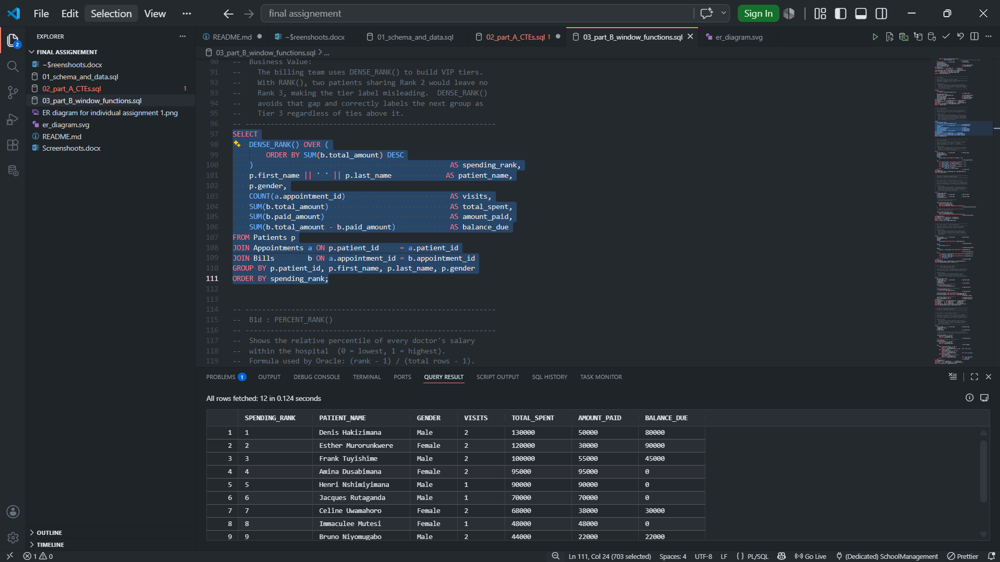 File Edit Selection View
final assignement
Sign In
EXPLORER
FINAL ASSIGNEMENT
~$reenshoots.docx
01_schema_and_data.sql
02_part_A_CTEs.sql 1
03_part_B_window_functions.sql
ER diagram for individual assignment 1.png
er_diagram.svg
README.md
Screenshoots.docx
OUTLINE
TIMELINE
2
README.md
~$reenshoots.docx
01_schema_and_data.sql
02_part_A_CTEs.sql 1
03_part_B_window_functions.sql
er_diagram.svg
03_part_B_window_functions.sql > ...
90 -- Business Value:
91 -- The billing team uses DENSE_RANK() to build VIP tiers.
92 -- With RANK(), two patients sharing Rank 2 would leave no
93 -- Rank 3, making the tier label misleading. DENSE_RANK()
94 -- avoids that gap and correctly labels the next group as
95 -- Tier 3 regardless of ties above it.
96 -- ------------------------------------------------------------
97 SELECT
98 DENSE_RANK() OVER (
99 ORDER BY SUM(b.total_amount) DESC
100 ) AS spending_rank,
101 p.first_name || ' ' || p.last_name AS patient_name,
102 p.gender,
103 COUNT(a.appointment_id) AS visits,
104 SUM(b.total_amount) AS total_spent,
105 SUM(b.paid_amount) AS amount_paid,
106 SUM(b.total_amount - b.paid_amount) AS balance_due
107 FROM Patients p
108 JOIN Appointments a ON p.patient_id = a.patient_id
109 JOIN Bills b ON a.appointment_id = b.appointment_id
110 GROUP BY p.patient_id, p.first_name, p.last_name, p.gender
111 ORDER BY spending_rank;
112
113
114 -- ------------------------------------------------------------
115 -- B1d : PERCENT_RANK()
116 -- ------------------------------------------------------------
117 -- Shows the relative percentile of every doctor's salary
118 -- within the hospital (0 = lowest, 1 = highest).
119 -- Formula used by Oracle: (rank - 1) / (total rows - 1).
PROBLEMS 1 OUTPUT DEBUG CONSOLE TERMINAL PORTS QUERY RESULT SCRIPT OUTPUT SQL HISTORY TASK MONITOR
All rows fetched: 12 in 0.124 seconds
SPENDING_RANK PATIENT_NAME GENDER VISITS TOTAL_SPENT AMOUNT_PAID BALANCE_DUE
1 1 Denis Hakizimana Male 2 130000 50000 80000
2 2 Esther Murorunkwere Female 2 120000 30000 90000
3 3 Frank Tuyishime Male 2 100000 55000 45000
4 4 Amina Dusabimana Female 2 95000 95000 0
5 5 Henri Nshimiyimana Male 1 90000 90000 0
6 6 Jacques Rutaganda Male 1 70000 70000 0
7 7 Celine Uwamahoro Female 2 68000 38000 30000
8 8 Immaculee Mutesi Female 1 48000 48000 0
9 9 Bruno Niyomugabo Male 2 44000 22000 22000
1 0
Ln 111, Col 24 (703 selected) Spaces: 4 UTF-8 LF { } PL/SQL Go Live (Dedicated) SchoolManagement Prettier